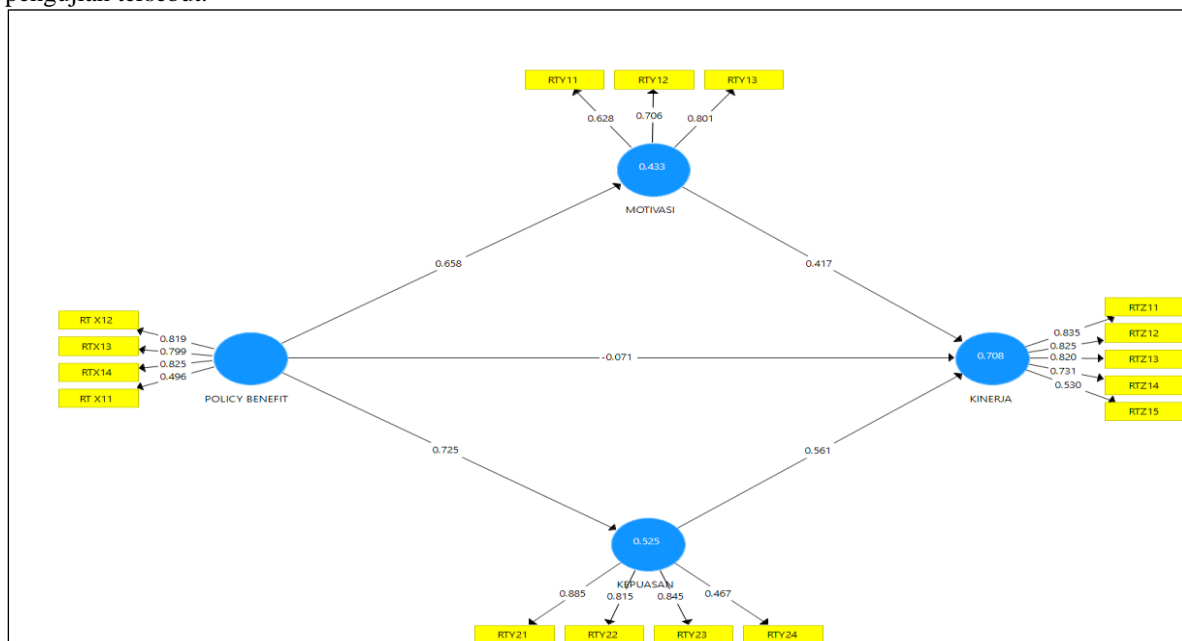 pengujian tersebut.
RTY11 RTY12 RTY13
0.628 0.706 0.801
0.433
MOTIVASI
0.658 0.417
RT X12
RTX13
RTX14
RT X11
0.819
0.799
0.825
0.496
POLICY BENEFIT
-0.071
0.708
KINERJA
0.835
0.825
0.820
0.731
0.530
RTZ11
RTZ12
RTZ13
RTZ14
RTZ15
0.725 0.561
0.525
KEPUASAN
0.885 0.815 0.845 0.467
RTY21 RTY22 RTY23 RTY24